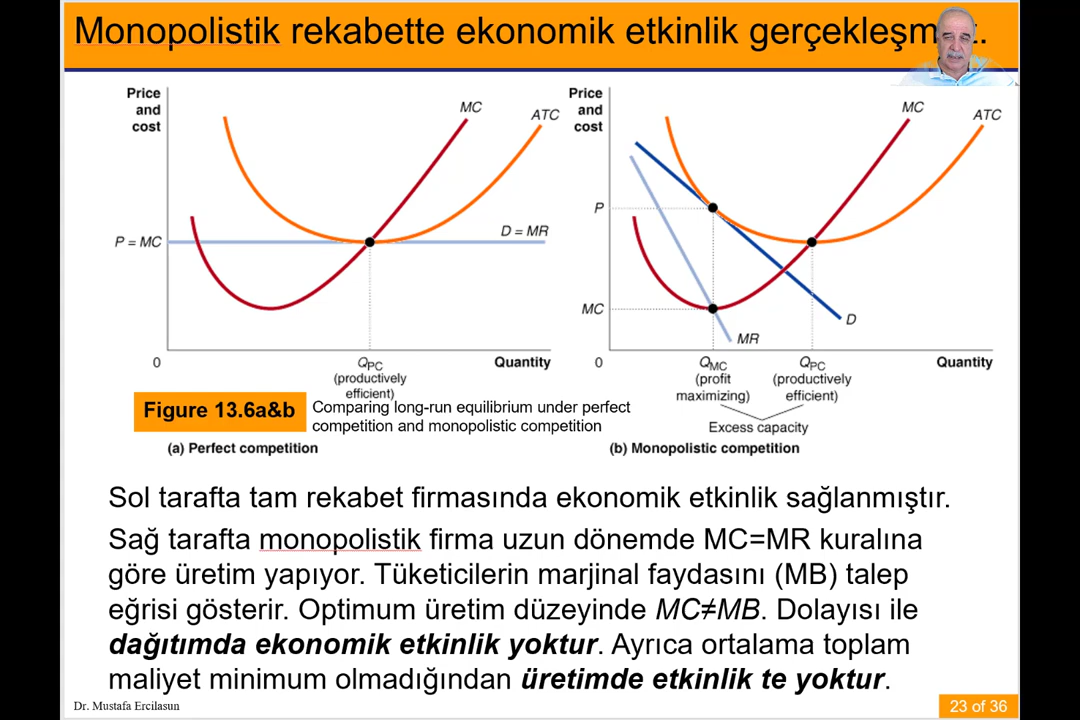 Monopolistik rekabette ekonomik etkinlik
Price
and
cost
MC
ATC
P = MC
D = MR
0
QPC
(productively
efficient)
Quantity
Price
and
cost
MC
ATC
P
MC
D
MR
0
QMC
(profit
maximizing)
QPC
(productively
efficient)
Quantity
Excess capacity
Figure 13.6a&b
Comparing long-run equilibrium under perfect
competition and monopolistic competition
(a) Perfect competition
(b) Monopolistic competition
Sol tarafta tam rekabet firmasında ekonomik etkinlik sağlanmıştır.
Sağ tarafta monopolistik firma uzun dönemde MC=MR kuralına
göre üretim yapıyor. Tüketicilerin marjinal faydasını (MB) talep
eğrisi gösterir. Optimum üretim düzeyinde MC≠MB. Dolayısı ile
dağıtımda ekonomik etkinlik yoktur. Ayrıca ortalama toplam
maliyet minimum olmadığından üretimde etkinlik te yoktur.
Dr. Mustafa Ercilasun
23 of 36